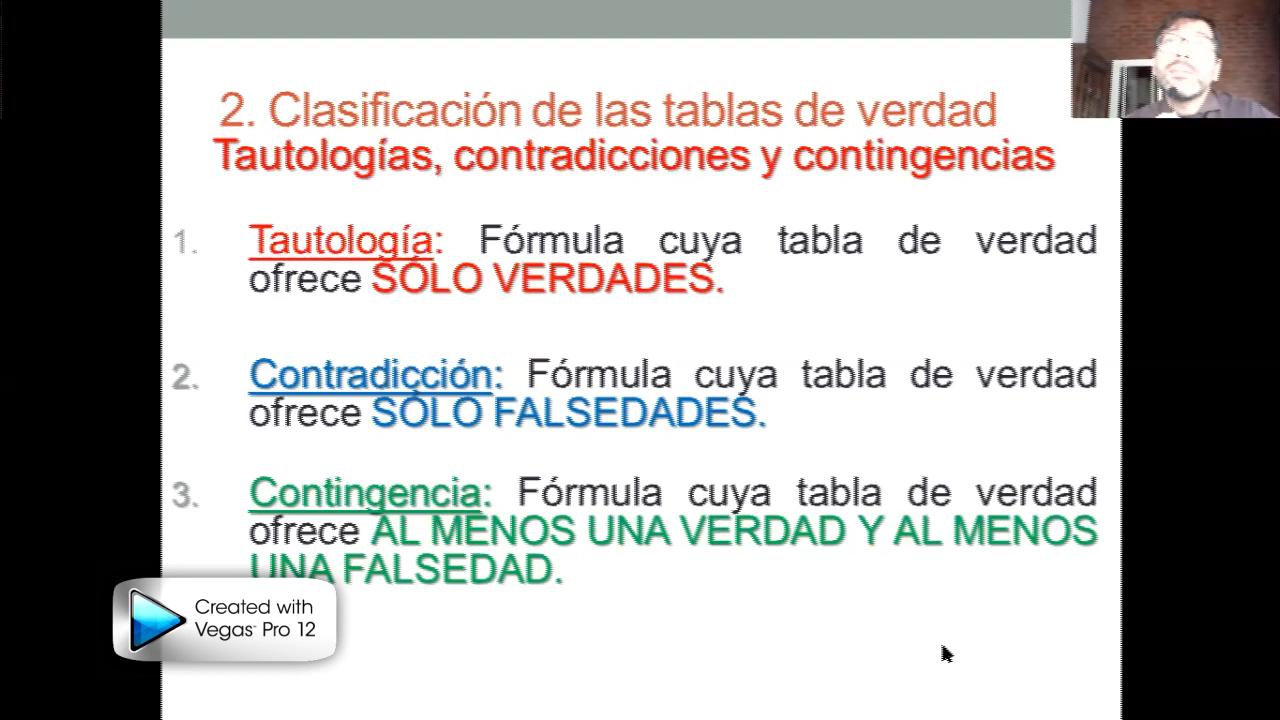 2. Clasificación de las tablas de verdad
Tautologías, contradicciones y contingencias
1. Tautología: Fórmula cuya tabla de verdad
ofrece SÓLO VERDADES.
2. Contradicción: Fórmula cuya tabla de verdad
ofrece SÓLO FALSEDADES.
3. Contingencia: Fórmula cuya tabla de verdad
ofrece AL MENOS UNA VERDAD Y AL MENOS
UNA FALSEDAD.
Created with
Vegas™ Pro 12